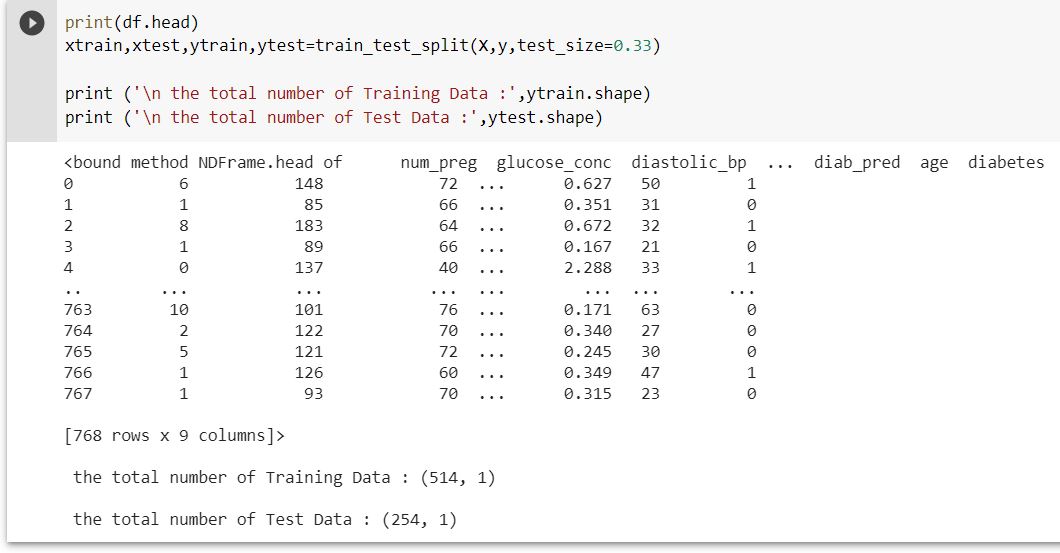 print(df.head)
xtrain,xtest,ytrain,ytest=train_test_split(X,y,test_size=0.33)
print ('\n the total number of Training Data :',ytrain.shape)
print ('\n the total number of Test Data :',ytest.shape)
<bound method NDFrame.head of      num_preg  glucose_conc  diastolic_bp  ...  diab_pred  age  diabetes
0           6           148            72  ...      0.627   50         1
1           1            85            66  ...      0.351   31         0
2           8           183            64  ...      0.672   32         1
3           1            89            66  ...      0.167   21         0
4           0           137            40  ...      2.288   33         1
..        ...           ...           ...  ...        ...  ...       ...
763        10           101            76  ...      0.171   63         0
764         2           122            70  ...      0.340   27         0
765         5           121            72  ...      0.245   30         0
766         1           126            60  ...      0.349   47         1
767         1            93            70  ...      0.315   23         0
[768 rows x 9 columns]>
the total number of Training Data : (514, 1)
the total number of Test Data : (254, 1)